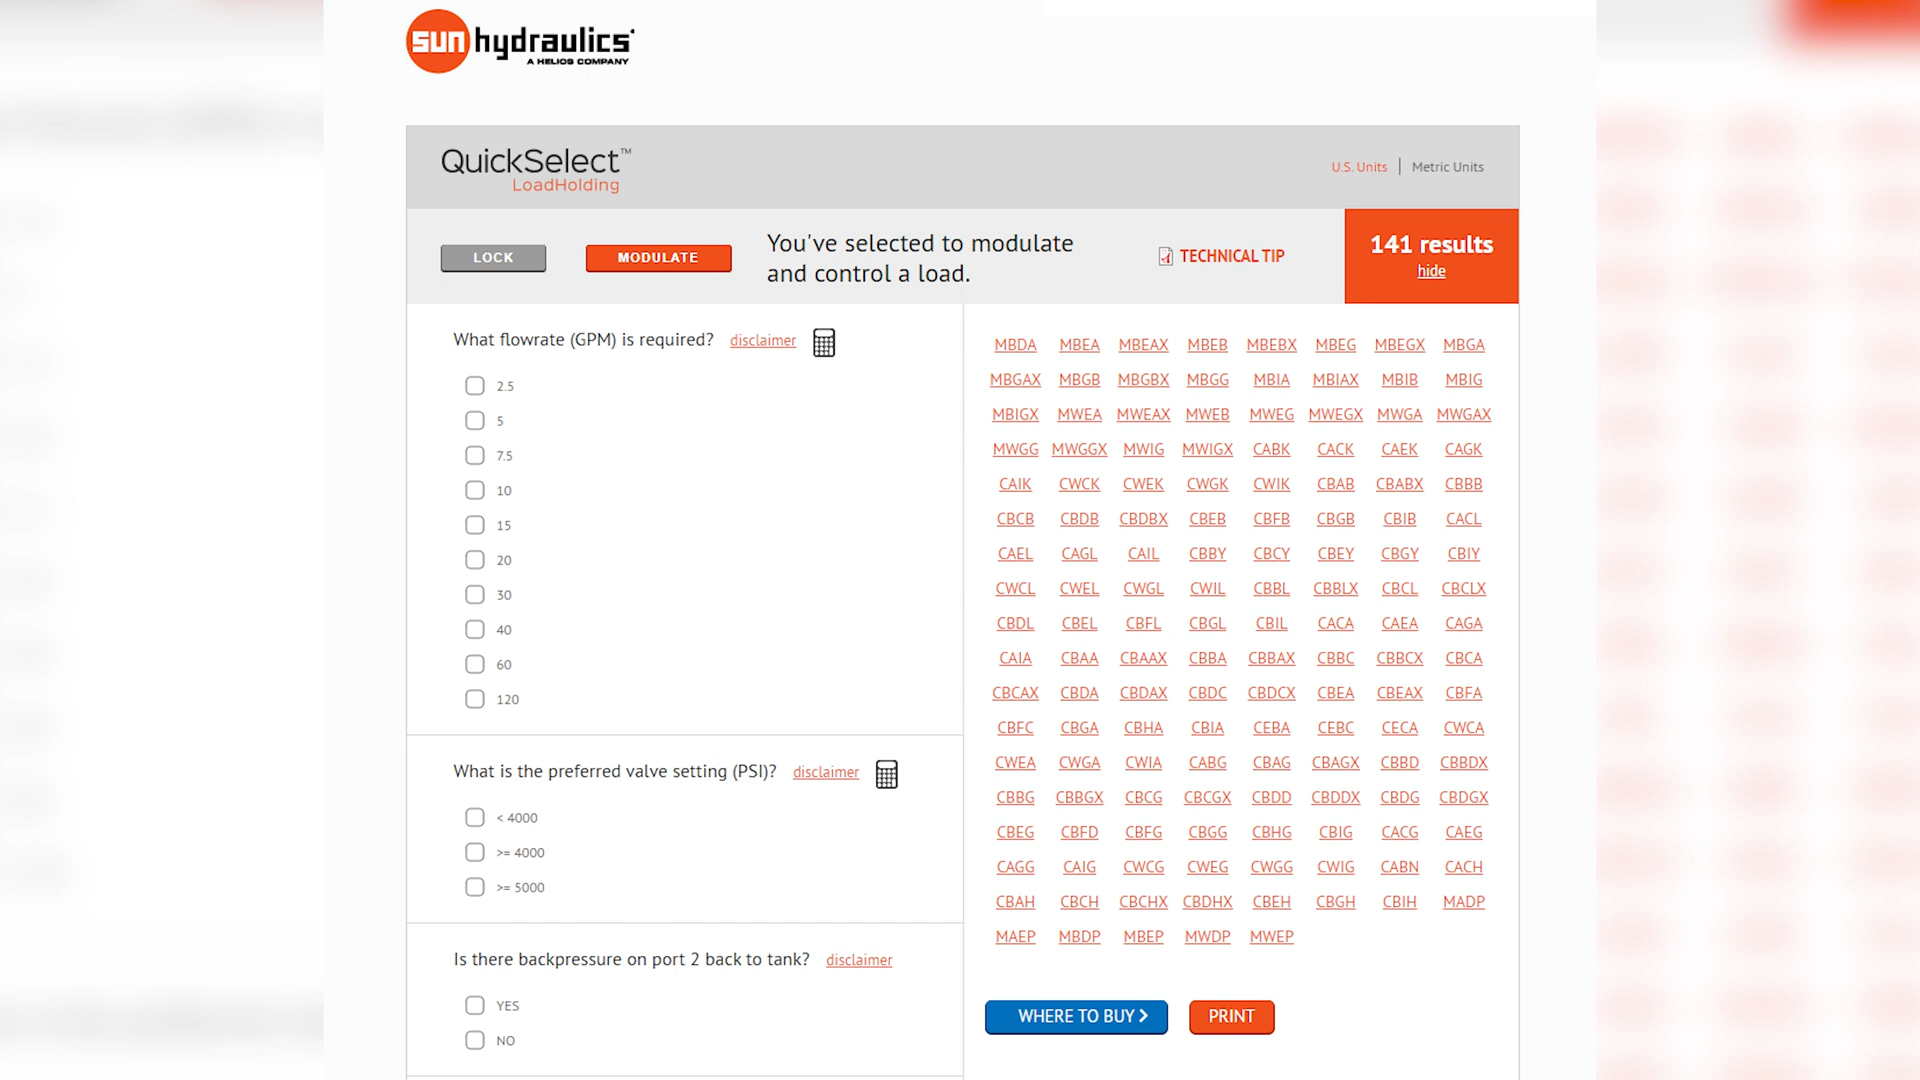 sun hydraulics
A HELIOS COMPANY
QuickSelect™
LoadHolding
U.S. Units | Metric Units
LOCK
MODULATE
You've selected to modulate
and control a load.
TECHNICAL TIP
141 results
hide
What flowrate (GPM) is required? disclaimer
2.5
5
7.5
10
15
20
30
40
60
120
What is the preferred valve setting (PSI)? disclaimer
< 4000
>= 4000
>= 5000
Is there backpressure on port 2 back to tank? disclaimer
YES
NO
MBDA MBEA MBEAX MBEB MBEBX MBEG MBEGX MBGA
MBGAX MBGB MBGBX MBGG MBIA MBIAX MBIB MBIG
MBIGX MWEA MWEAX MWEB MWEG MWEGX MWGA MWGAX
MWGG MWGGX MWIG MWIGX CABK CACK CAEK CAGK
CAIK CWCK CWEK CWGK CWIK CBAB CBABX CBBB
CBCB CBDB CBDBX CBEB CBFB CBGB CBIB CACL
CAEL CAGL CAIL CBBY CBCY CBEY CBGY CBIY
CWCL CWEL CWGL CWIL CBBL CBBLX CBCL CBCLX
CBDL CBEL CBFL CBGL CBIL CACA CAEA CAGA
CAIA CBAA CBAAX CBBA CBBAX CBBC CBBCX CBCA
CBCAX CBDA CBDAX CBDC CBDCX CBEA CBEAX CBFA
CBFC CBGA CBHA CBIA CEBA CEBC CECA CWCA
CWEA CWGA CWIA CABG CBAG CBAGX CBBD CBBDX
CBBG CBBGX CBCG CBCGX CBDD CBDDX CBDG CBDGX
CBEG CBFD CBFG CBGG CBHG CBIG CACG CAEG
CAGG CAIG CWCG CWEG CWGG CWIG CABN CACH
CBAH CBCH CBCHX CBDHX CBEH CBGH CBIH MADP
MAEP MBDP MBEP MWDP MWEP
WHERE TO BUY
PRINT